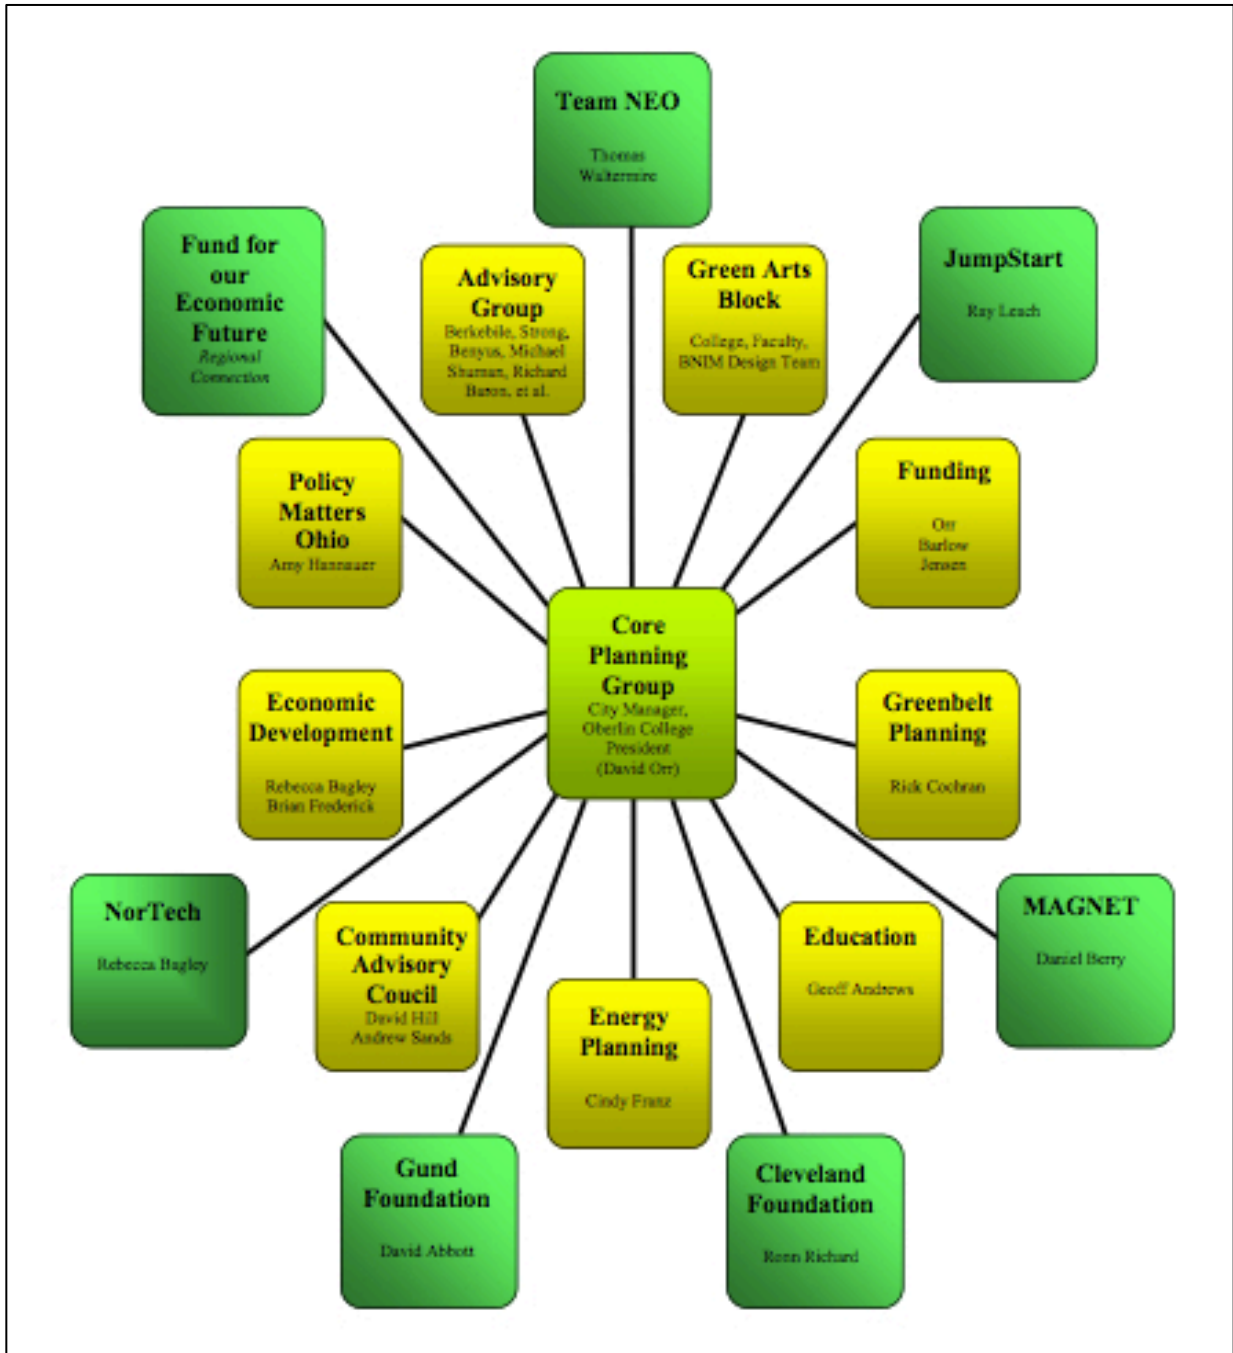 Team NEO
Thomas
Waltermire
Fund for
our
Economic
Future
Regional
Connection
Advisory
Group
Berkebile, Strong,
Benyus, Michael
Shuman, Richard
Baron, et al.
Green Arts
Block
College, Faculty,
BNIM Design Team
JumpStart
Ray Leach
Policy
Matters
Ohio
Amy Hannauer
Funding
Orr
Barlow
Jensen
Core
Planning
Group
City Manager,
Oberlin College
President
(David Orr)
Economic
Development
Rebecca Bagley
Brian Frederick
Greenbelt
Planning
Rick Cochran
NorTech
Rebecca Bagley
Community
Advisory
Coucil
David Hill
Andrew Sands
Energy
Planning
Cindy Franz
Education
Geoff Andrews
MAGNET
Daniel Berry
Gund
Foundation
David Abbott
Cleveland
Foundation
Ronn Richard